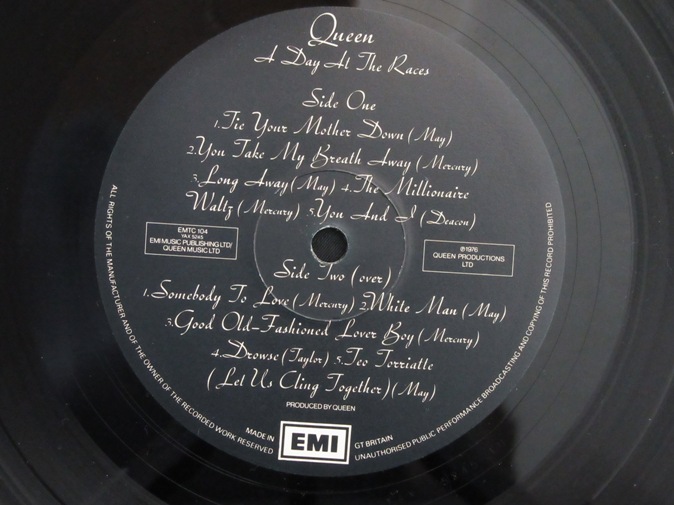 Queen
A Day At The Races
Side One
1.Tie Your Mother Down (May)
2.You Take My Breath Away (Mercury)
3.Long Away (May) 4.The Millionaire
Waltz (Mercury) 5.You And I (Deacon)
EMTC 104
YAX 5245
EMI MUSIC PUBLISHING LTD/
QUEEN MUSIC LTD
℗1976
QUEEN PRODUCTIONS
LTD
Side Two (over)
1.Somebody To Love (Mercury) 2.White Man (May)
3.Good Old-Fashioned Lover Boy (Mercury)
4.Drowse (Taylor) 5.Teo Torriatte
(Let Us Cling Together) (May)
PRODUCED BY QUEEN
MADE IN
EMI
GT BRITAIN
ALL RIGHTS OF THE MANUFACTURER AND OF THE OWNER OF THE RECORDED WORK RESERVED
UNAUTHORISED PUBLIC PERFORMANCE BROADCASTING AND COPYING OF THIS RECORD PROHIBITED